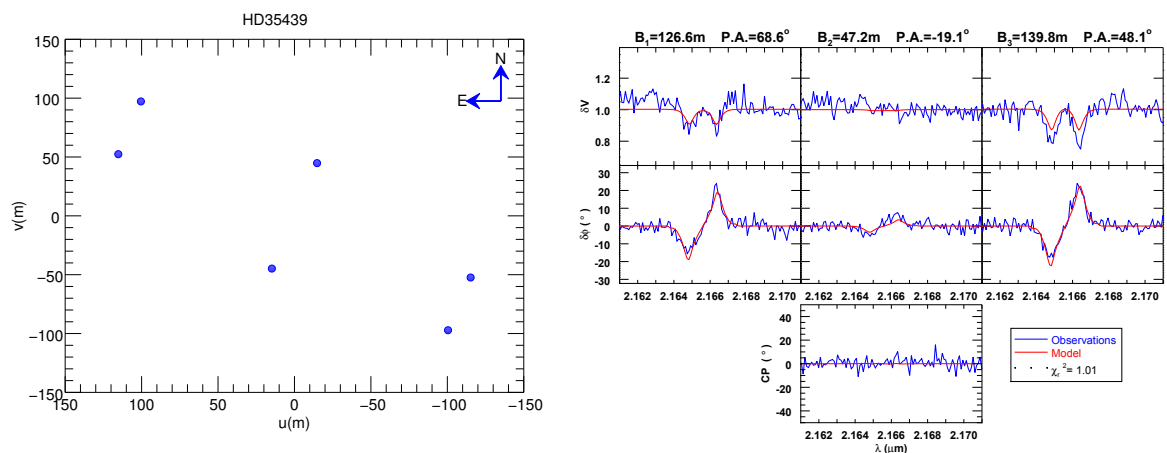 HD35439
150
100
50
0
−50
−100
−150
150 100 50 0 −50 −100 −150
u(m)
v(m)
N
E
B1=126.6m P.A.=68.6° B2=47.2m P.A.=-19.1° B3=139.8m P.A.=48.1°
1.2
1.0
0.8
δV
30
20
10
0
-10
-20
-30
δϕ (°)
2.162 2.164 2.166 2.168 2.170 2.162 2.164 2.166 2.168 2.170 2.162 2.164 2.166 2.168 2.170
40
20
0
-20
-40
CP (°)
2.162 2.164 2.166 2.168 2.170
λ (μm)
Observations
Model
χr²= 1.01